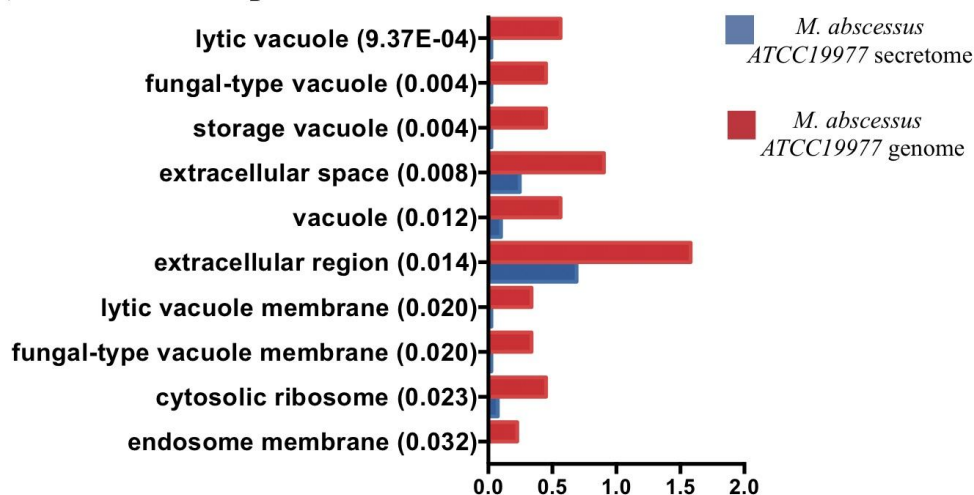 lytic vacuole (9.37E-04)
fungal-type vacuole (0.004)
storage vacuole (0.004)
extracellular space (0.008)
vacuole (0.012)
extracellular region (0.014)
lytic vacuole membrane (0.020)
fungal-type vacuole membrane (0.020)
cytosolic ribosome (0.023)
endosome membrane (0.032)
0.0 0.5 1.0 1.5 2.0
M. abscessus
ATCC19977 secretome
M. abscessus
ATCC19977 genome